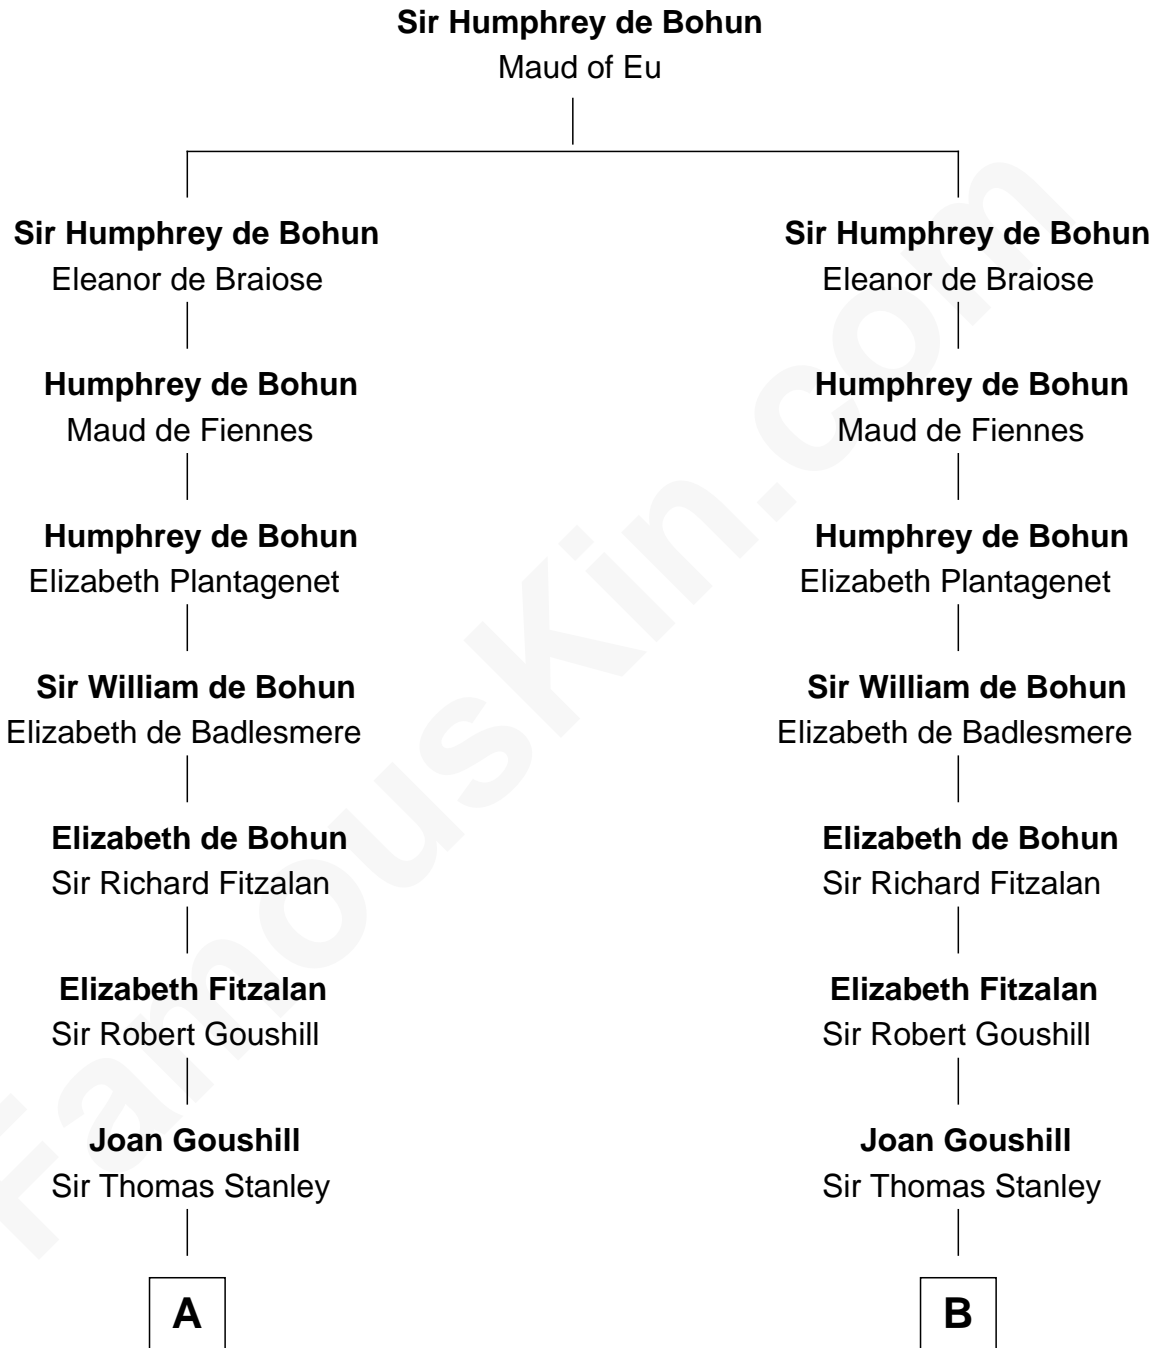 Sir Humphrey de Bohun
Maud of Eu
Sir Humphrey de Bohun
Eleanor de Braiose
Humphrey de Bohun
Maud de Fiennes
Humphrey de Bohun
Elizabeth Plantagenet
Sir William de Bohun
Elizabeth de Badlesmere
Elizabeth de Bohun
Sir Richard Fitzalan
Elizabeth Fitzalan
Sir Robert Goushill
Joan Goushill
Sir Thomas Stanley
A
Sir Humphrey de Bohun
Eleanor de Braiose
Humphrey de Bohun
Maud de Fiennes
Humphrey de Bohun
Elizabeth Plantagenet
Sir William de Bohun
Elizabeth de Badlesmere
Elizabeth de Bohun
Sir Richard Fitzalan
Elizabeth Fitzalan
Sir Robert Goushill
Joan Goushill
Sir Thomas Stanley
B
FamousKin.com